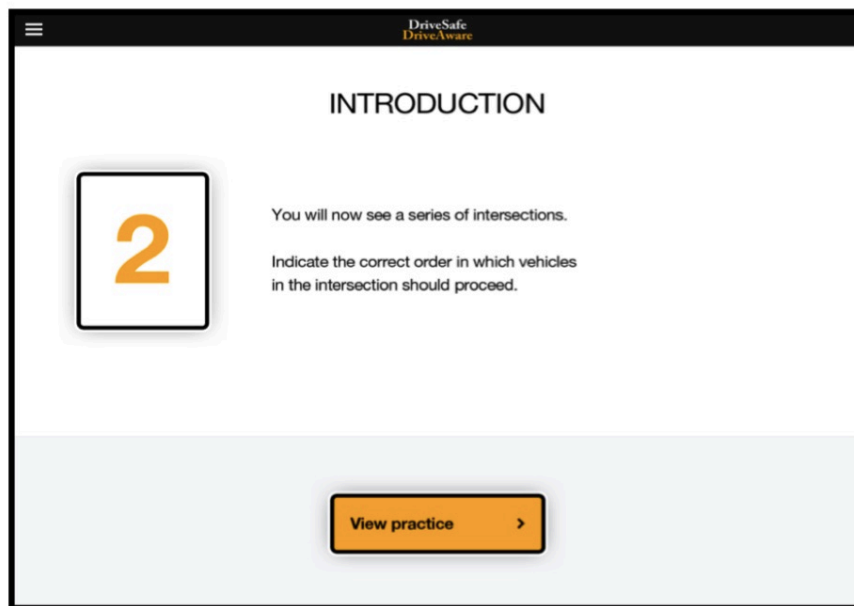 DriveSafe
DriveAware
INTRODUCTION
2
You will now see a series of intersections.
Indicate the correct order in which vehicles
in the intersection should proceed.
View practice